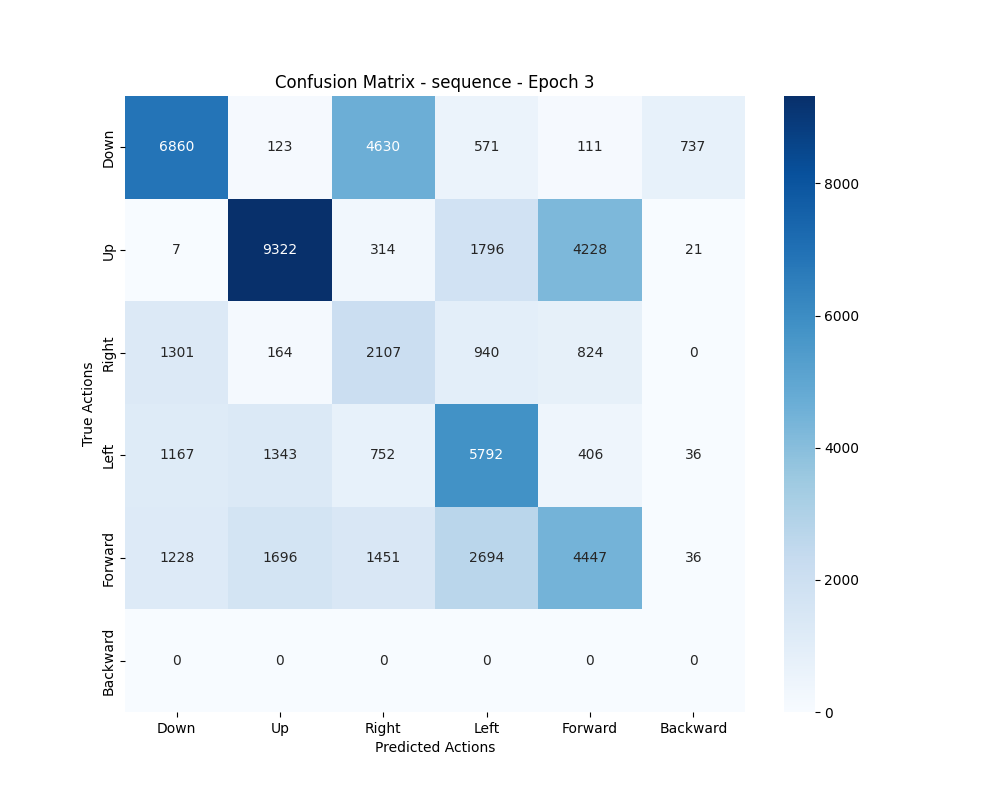 Confusion Matrix - sequence - Epoch 3
True Actions
Down 6860 123 4630 571 111 737
Up 7 9322 314 1796 4228 21
Right 1301 164 2107 940 824 0
Left 1167 1343 752 5792 406 36
Forward 1228 1696 1451 2694 4447 36
Backward 0 0 0 0 0 0
Down Up Right Left Forward Backward
Predicted Actions
8000
6000
4000
2000
0